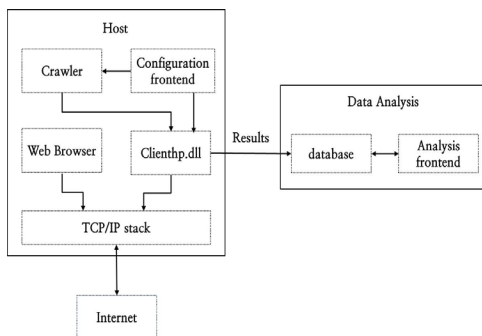 Host
Crawler
Configuration
frontend
Web Browser
Clienthp.dll
TCP/IP stack
Internet
Results
Data Analysis
database
Analysis
frontend